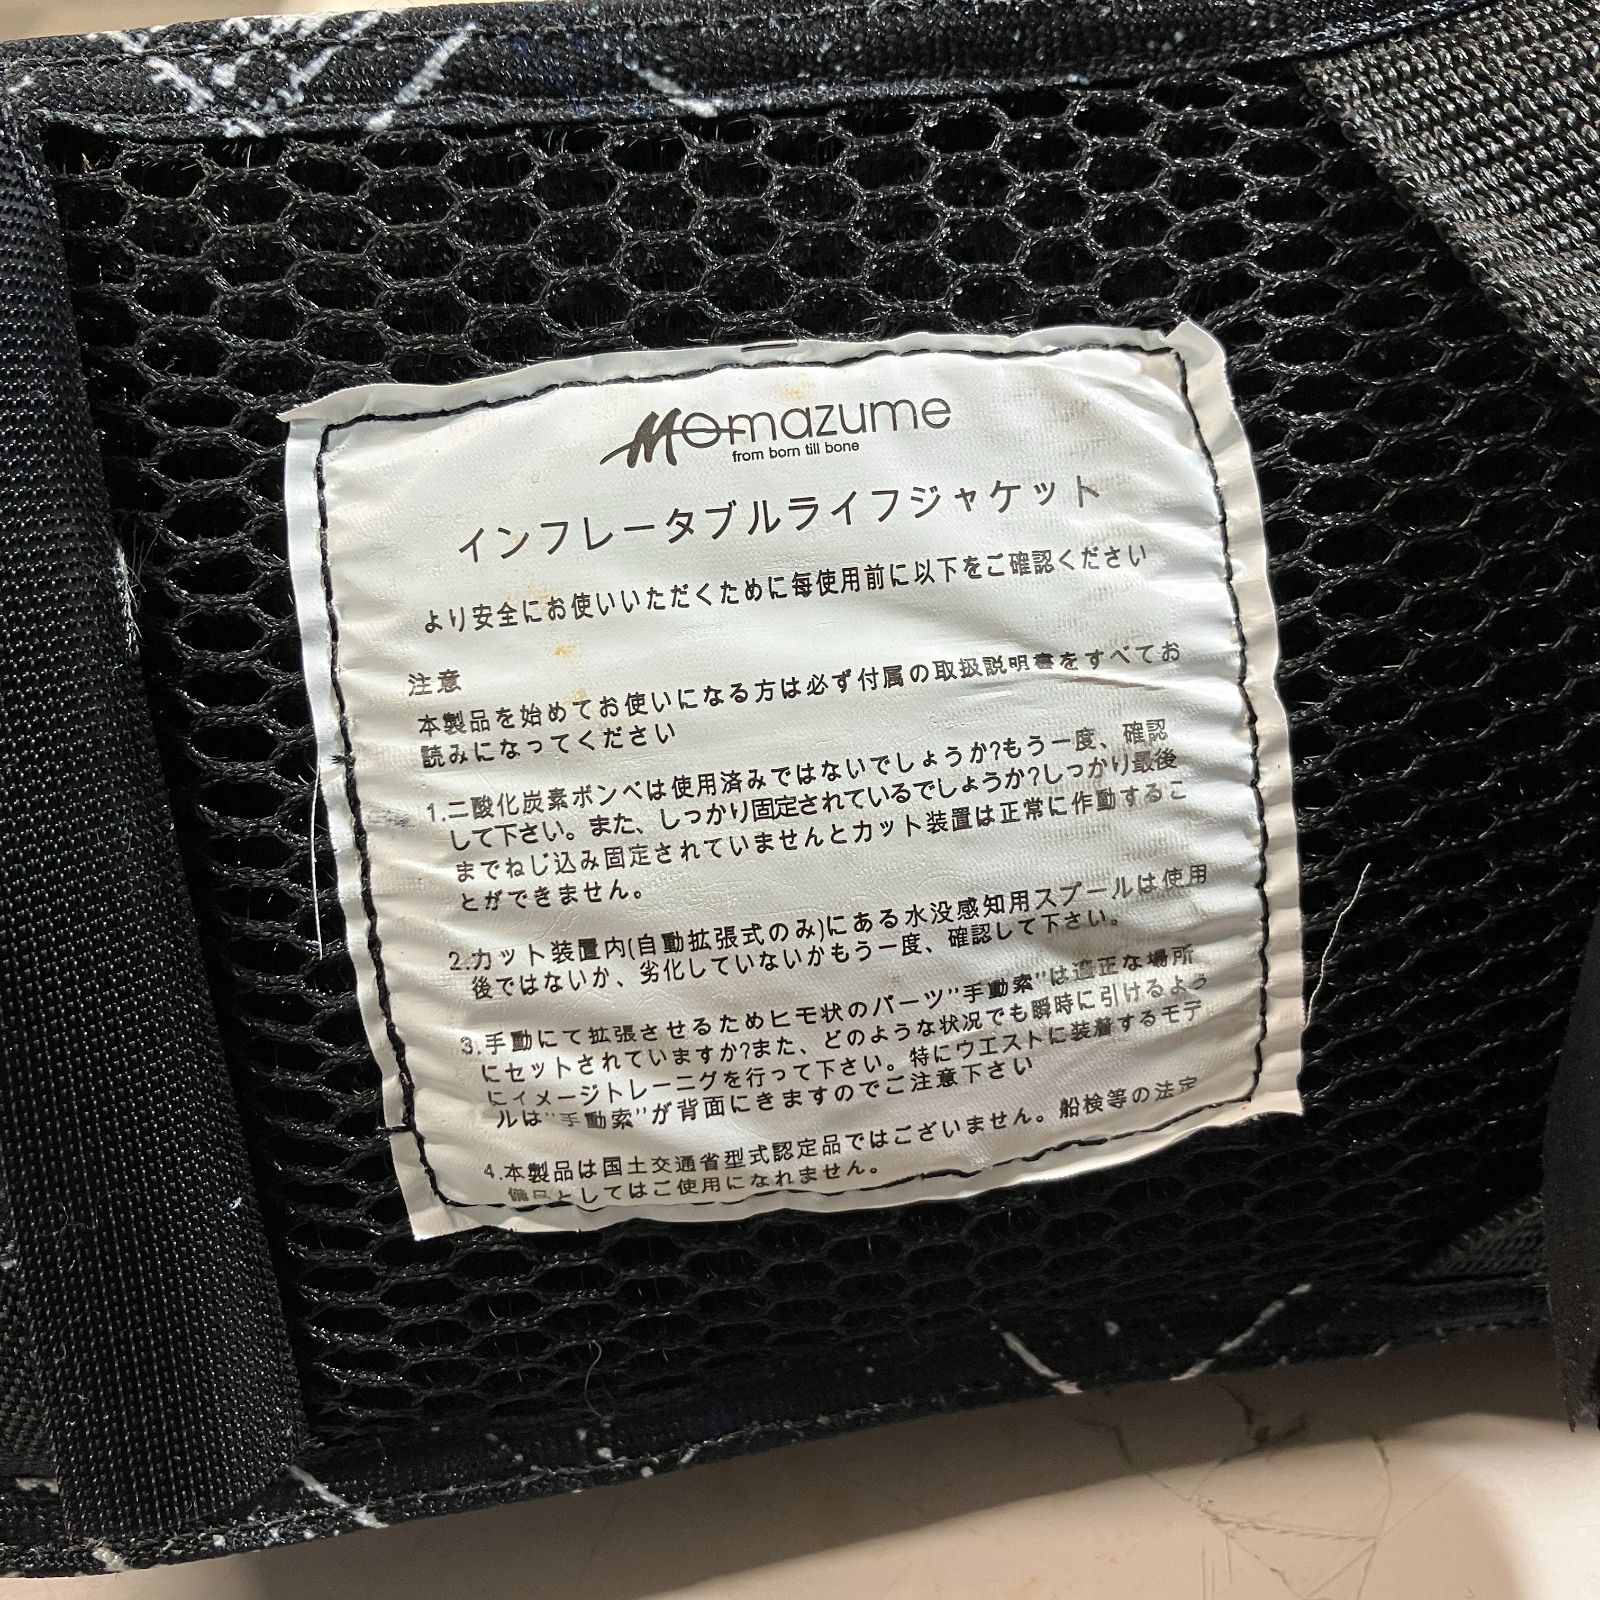 mazume
from born till bone
インフレータブルライフジャケット
より安全にお使いいただくために毎使用前に以下をご確認ください
注意
本製品を始めてお使いになる方は必ず付属の取扱説明書をすべてお
読みになってください
1.二酸化炭素ボンベは使用済みではないでしょうか?もう一度、確認
して下さい。また、しっかり固定されているでしょうか?しっかり最後
までねじ込み固定されていませんとカット装置は正常に作動するこ
とができません。
2.カット装置内(自動拡張式のみ)にある水没感知用スプールは使用
後ではないか、劣化していないかもう一度、確認して下さい。
3.手動にて拡張させるためヒモ状のパーツ"手動索"は適正な場所
にセットされていますか?また、どのような状況でも瞬時に引けるよう
にイメージトレーニグを行って下さい。特にウエストに装着するモデ
ルは"手動索"が背面にきますのでご注意下さい
4.本製品は国土交通省型式認定品ではございません。船検等の法定
備品としてはご使用になれません。